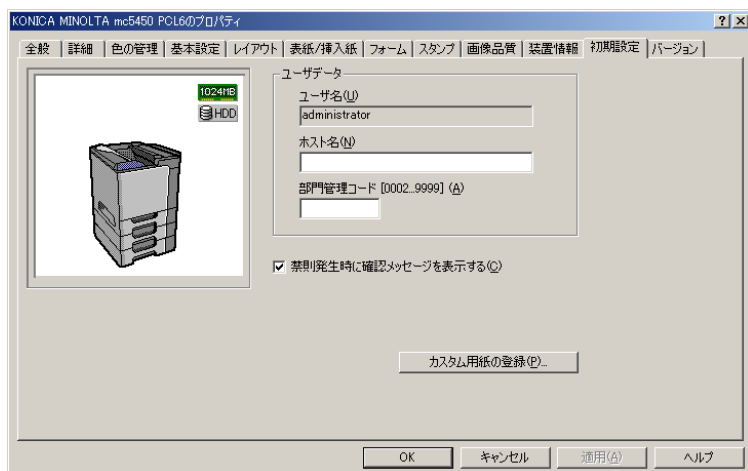 KONICA MINOLTA mc5450 PCL6のプロパティ
全般 詳細 色の管理 基本設定 レイアウト 表紙/挿入紙 フォーム スタンプ 画像品質 装置情報 初期設定 バージョン
1024MB
HDD
ユーザデータ
ユーザ名(U)
administrator
ホスト名(N)
部門管理コード [0002...9999] (A)
禁則発生時に確認メッセージを表示する(C)
カスタム用紙の登録(P)...
OK キャンセル 適用(A) ヘルプ